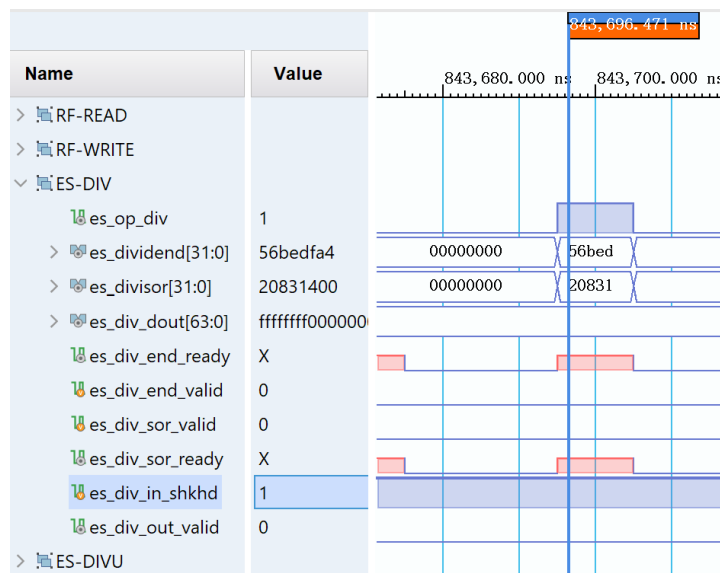 843,696.471 ns
Name Value 843,680.000 ns 843,700.000 ns
RF-READ
RF-WRITE
ES-DIV
es_op_div 1
es_dividend[31:0] 56bedfa4 00000000 56bed
es_divisor[31:0] 20831400 00000000 20831
es_div_dout[63:0] ffffffff0000000
es_div_end_ready X
es_div_end_valid 0
es_div_sor_valid 0
es_div_sor_ready X
es_div_in_shkhd 1
es_div_out_valid 0
ES-DIVU